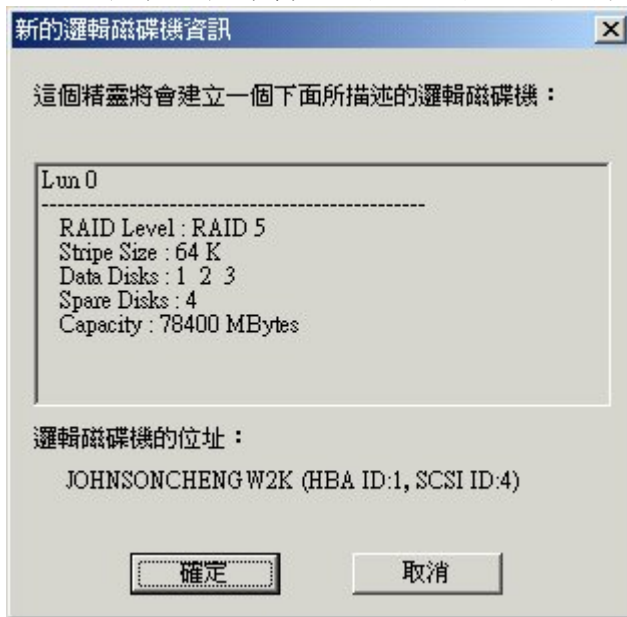 新的邏輯磁碟機資訊
這個精靈將會建立一個下面所描述的邏輯磁碟機：
Lun 0
------------------------------------------------
RAID Level : RAID 5
Stripe Size : 64 K
Data Disks : 1 2 3
Spare Disks : 4
Capacity : 78400 MBytes
邏輯磁碟機的位址：
JOHNSONCHENGW2K (HBA ID:1, SCSI ID:4)
確定
取消